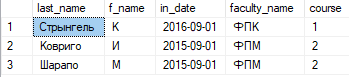 last_name f_name in_date faculty_name course
1 Стрынгель К 2016-09-01 ФПК 1
2 Ковриго И 2015-09-01 ФПМ 2
3 Шарапо М 2015-09-01 ФПМ 2